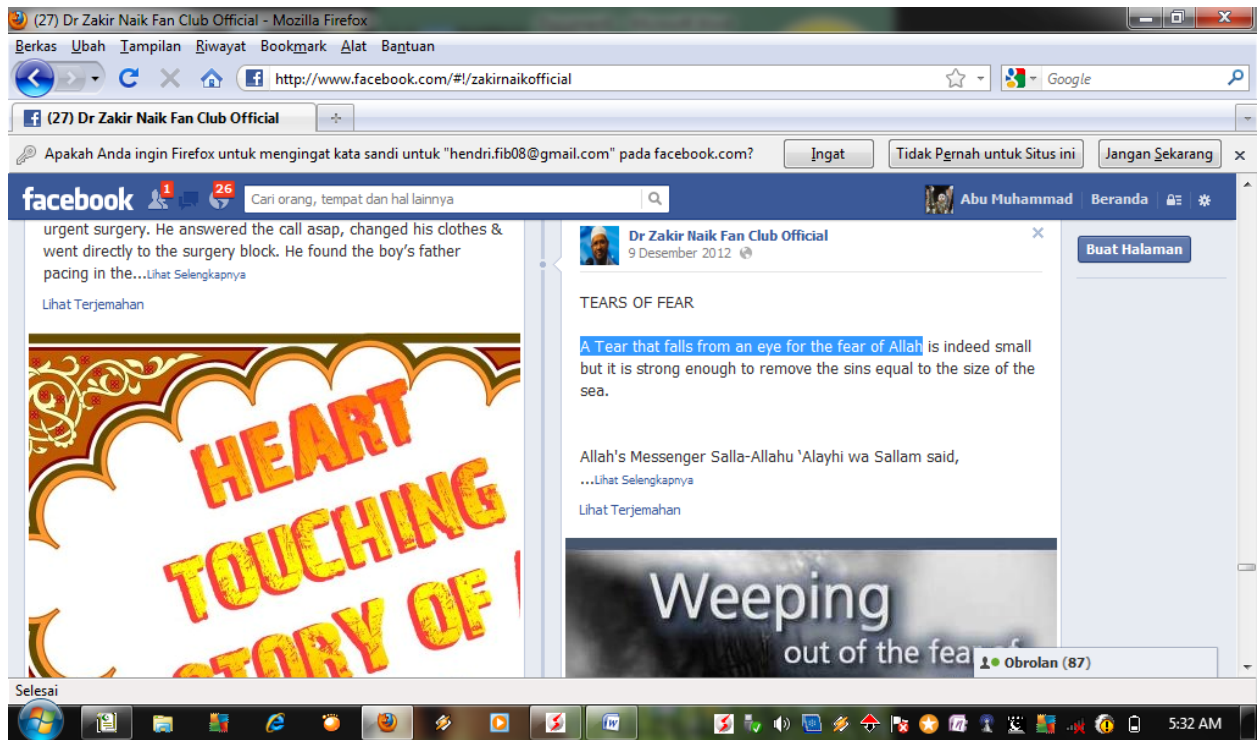 (27) Dr Zakir Naik Fan Club Official - Mozilla Firefox
Berkas Ubah Tampilan Riwayat Bookmark Alat Bantuan
http://www.facebook.com/#!/zakirnaikofficial
Google
(27) Dr Zakir Naik Fan Club Official
Apakah Anda ingin Firefox untuk mengingat kata sandi untuk "hendri.fib08@gmail.com" pada facebook.com?
Ingat
Tidak Pernah untuk Situs ini
Jangan Sekarang
facebook
1
26
Cari orang, tempat dan hal lainnya
Abu Muhammad
Beranda
urgent surgery. He answered the call asap, changed his clothes &
went directly to the surgery block. He found the boy's father
pacing in the...Lihat Selengkapnya
Lihat Terjemahan
HEART
TOUCHING
STORY OF
Dr Zakir Naik Fan Club Official
9 Desember 2012
TEARS OF FEAR
A Tear that falls from an eye for the fear of Allah is indeed small
but it is strong enough to remove the sins equal to the size of the
sea.
Allah's Messenger Salla-Allahu ‘Alayhi wa Sallam said,
...Lihat Selengkapnya
Lihat Terjemahan
Weeping
out of the fear of
Buat Halaman
Obrolan (87)
Selesai
5:32 AM